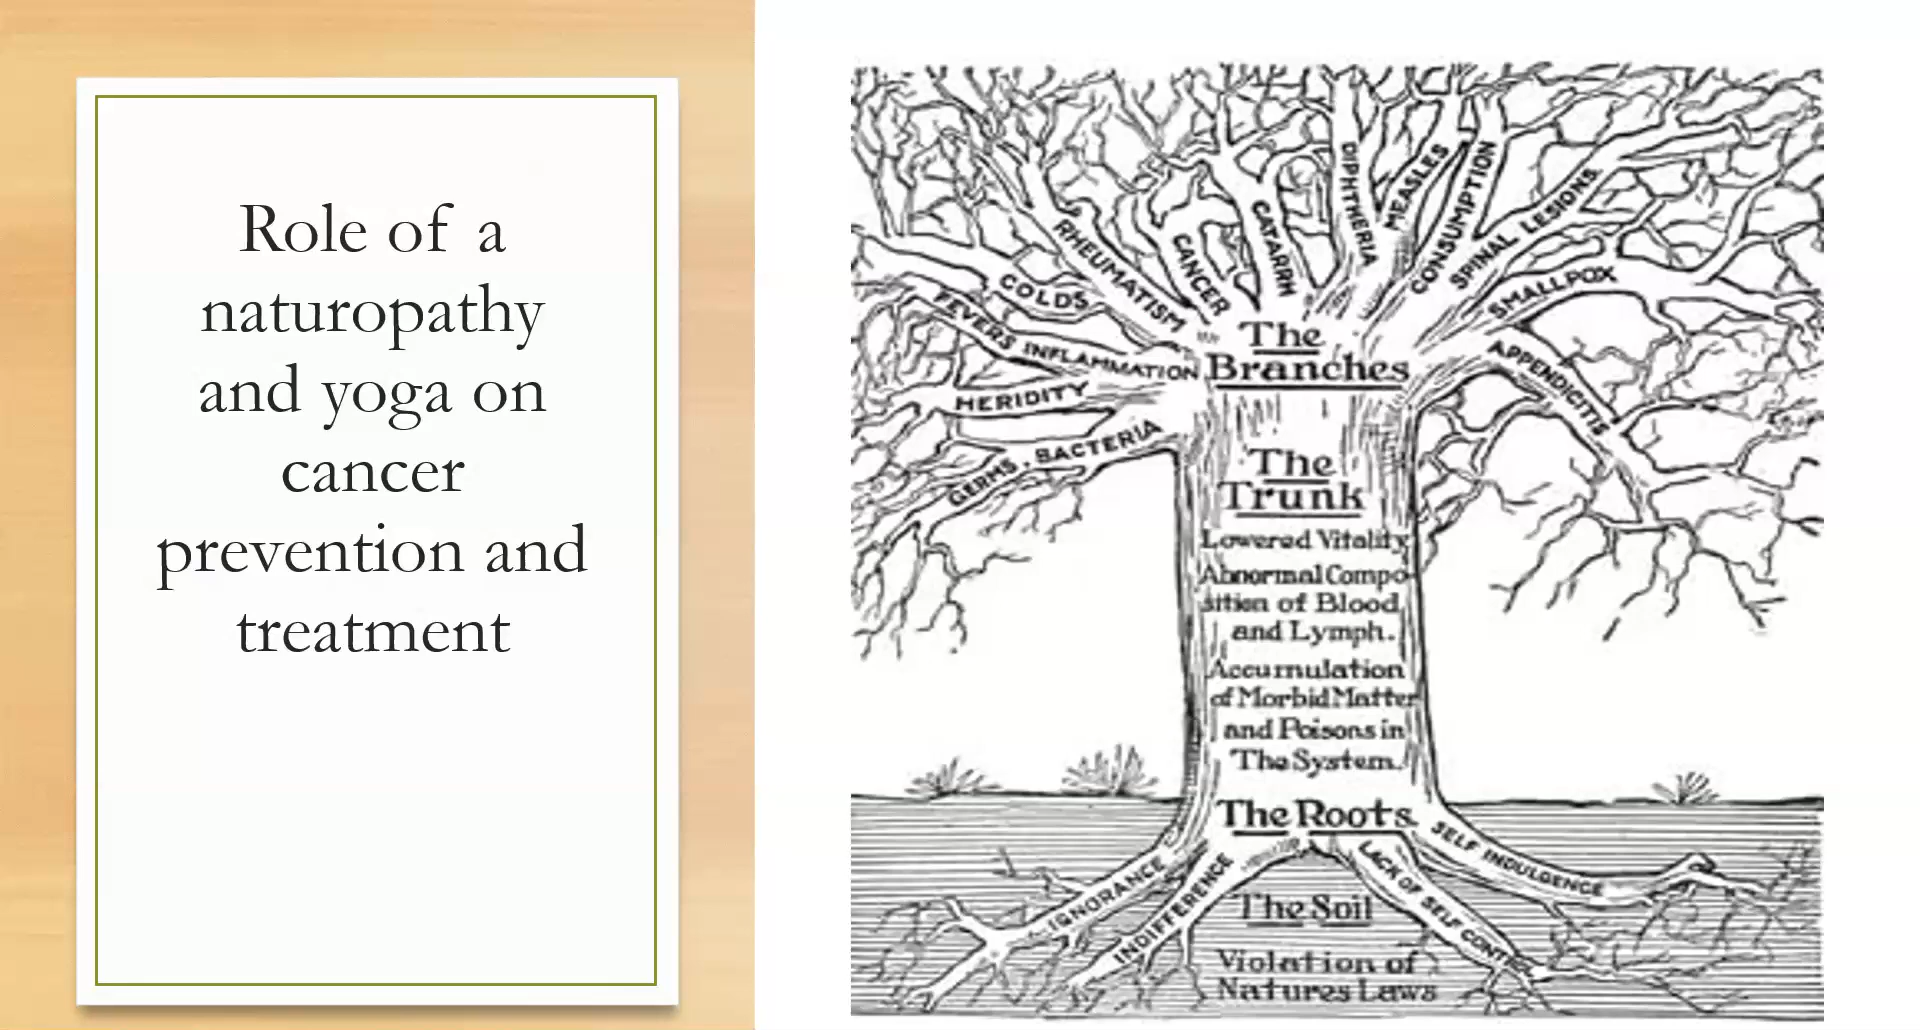 Role of a
naturopathy
and yoga on
cancer
prevention and
treatment
DIPHTHERIA
MEASLES
CONSUMPTION
SPINAL LESIONS
CATARRH
CANCER
RHEUMATISM
COLDS
SMALLPOX
FEVERS INFLAMMATION
APPENDICITIS
HERIDITY
GERMS. BACTERIA
The
Branches
The
Trunk
Lowered Vitality
Abnormal Compo-
sition of Blood
and Lymph.
Accumulation
of Morbid Matter
and Poisons in
The System.
The Roots
IGNORANCE
INDIFFERENCE
LACK OF SELF CONT
SELF INDULGENCE
The Soil
Violation of
Natures Laws